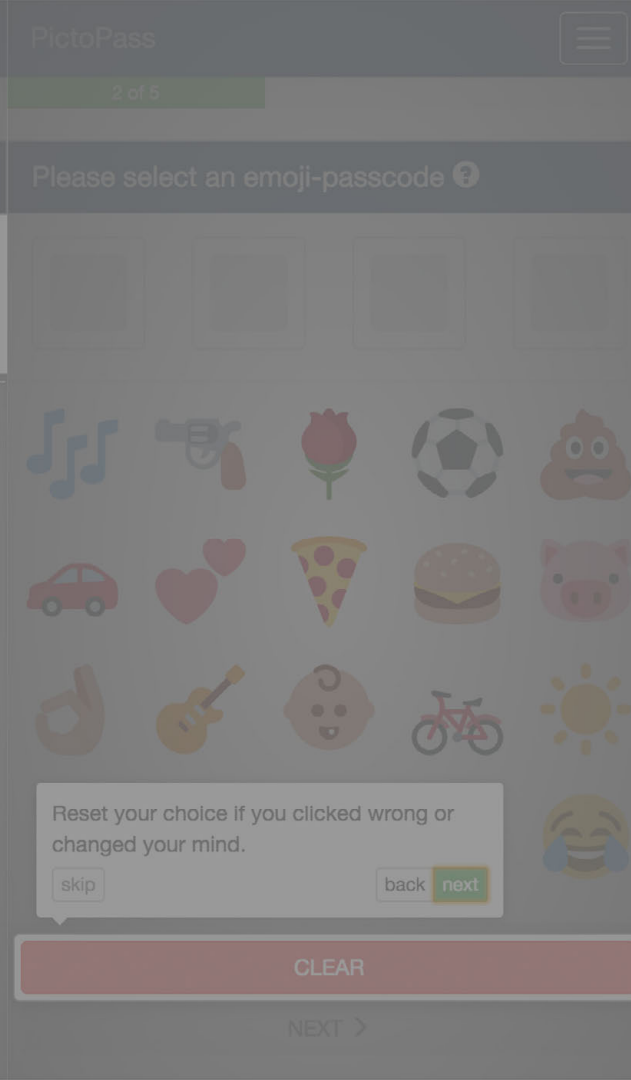 PictoPass
2 of 5
Please select an emoji-passcode ?
Reset your choice if you clicked wrong or
changed your mind.
skip back next
CLEAR
NEXT